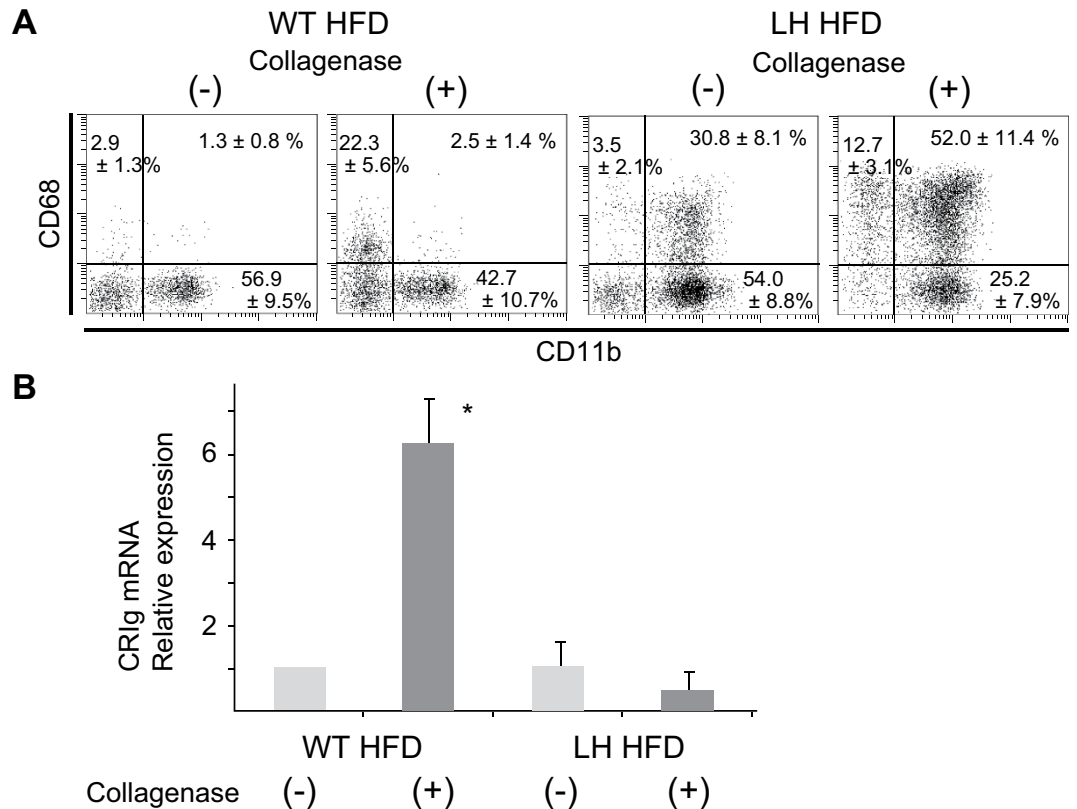 A
WT HFD
LH HFD
Collagenase
Collagenase
(-)
(+)
(-)
(+)
2.9
± 1.3%
1.3 ± 0.8 %
22.3
± 5.6%
2.5 ± 1.4 %
3.5
± 2.1%
30.8 ± 8.1 %
12.7
± 3.1%
52.0 ± 11.4 %
56.9
± 9.5%
42.7
± 10.7%
54.0
± 8.8%
25.2
± 7.9%
CD68
CD11b
B
CRIg mRNA
Relative expression
6
4
2
*
WT HFD
LH HFD
Collagenase
(-)
(+)
(-)
(+)